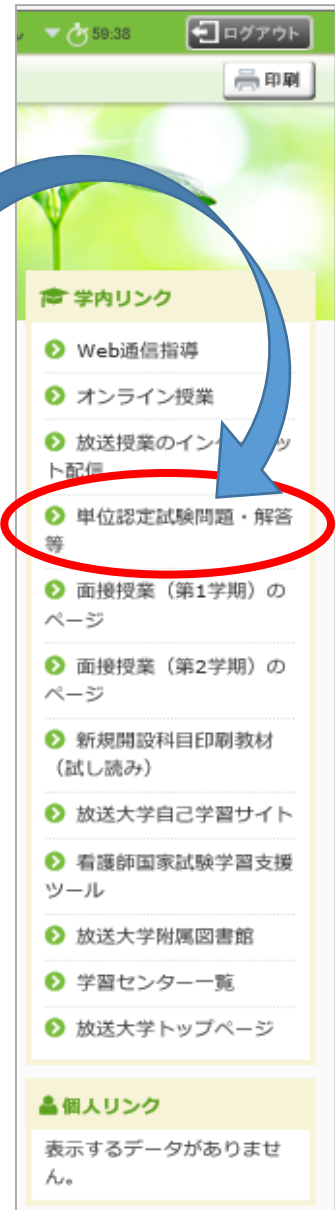 59:38
ログアウト
印刷
学内リンク
Web通信指導
オンライン授業
放送授業のイン
ト配信
単位認定試験問題・解答
等
面接授業（第1学期）の
ページ
面接授業（第2学期）の
ページ
新規開設科目印刷教材
（試し読み）
放送大学自己学習サイト
看護師国家試験学習支援
ツール
放送大学附属図書館
学習センター一覧
放送大学トップページ
個人リンク
表示するデータがありませ
ん。